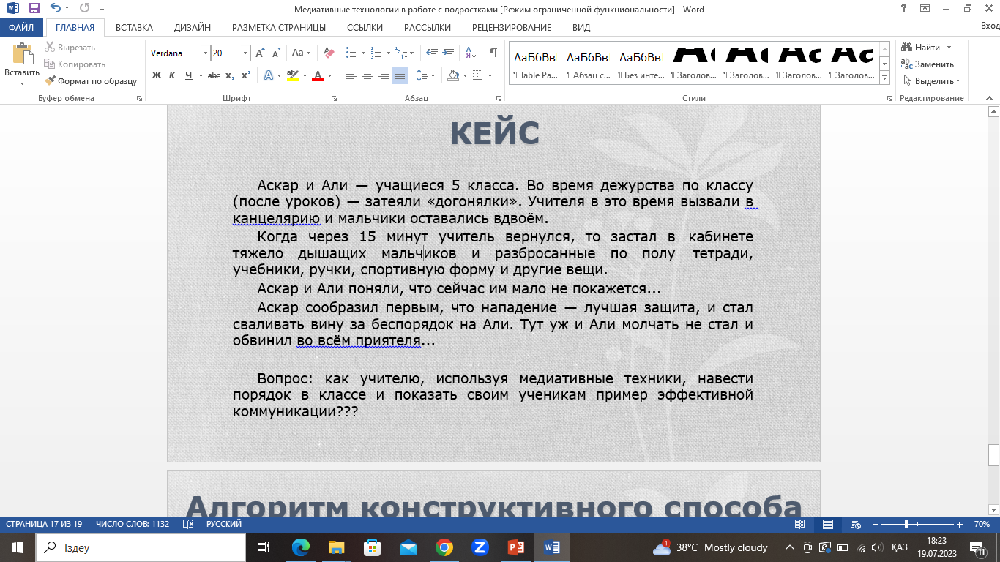 Медиативные технологии в работе с подростками [Режим ограниченной функциональности] - Word
ФАЙЛ ГЛАВНАЯ ВСТАВКА ДИЗАЙН РАЗМЕТКА СТРАНИЦЫ ССЫЛКИ РАССЫЛКИ РЕЦЕНЗИРОВАНИЕ ВИД Вход
Вставить
Вырезать
Копировать
Формат по образцу
Буфер обмена
Verdana 20
Ж К Ч abc x₂ x²
Шрифт
Абзац
АаБбВв АаБбВв АаБбВв
¶ Table Pa... ¶ Абзац с... ¶ Без инте... ¶ Заголов... ¶ Заголов... ¶ Заголов... ¶ Заголов...
Стили
Найти
Заменить
Выделить
Редактирование
КЕЙС
Аскар и Али — учащиеся 5 класса. Во время дежурства по классу
(после уроков) — затеяли «догонялки». Учителя в это время вызвали в
канцелярию и мальчики оставались вдвоём.
Когда через 15 минут учитель вернулся, то застал в кабинете
тяжело дышащих мальчиков и разбросанные по полу тетради,
учебники, ручки, спортивную форму и другие вещи.
Аскар и Али поняли, что сейчас им мало не покажется...
Аскар сообразил первым, что нападение — лучшая защита, и стал
сваливать вину за беспорядок на Али. Тут уж и Али молчать не стал и
обвинил во всём приятеля...
Вопрос: как учителю, используя медиативные техники, навести
порядок в классе и показать своим ученикам пример эффективной
коммуникации???
Алгоритм конструктивного способа
СТРАНИЦА 17 ИЗ 19 ЧИСЛО СЛОВ: 1132 РУССКИЙ 70%
Іздеу
38°C Mostly cloudy
ҚАЗ
18:23
19.07.2023
11